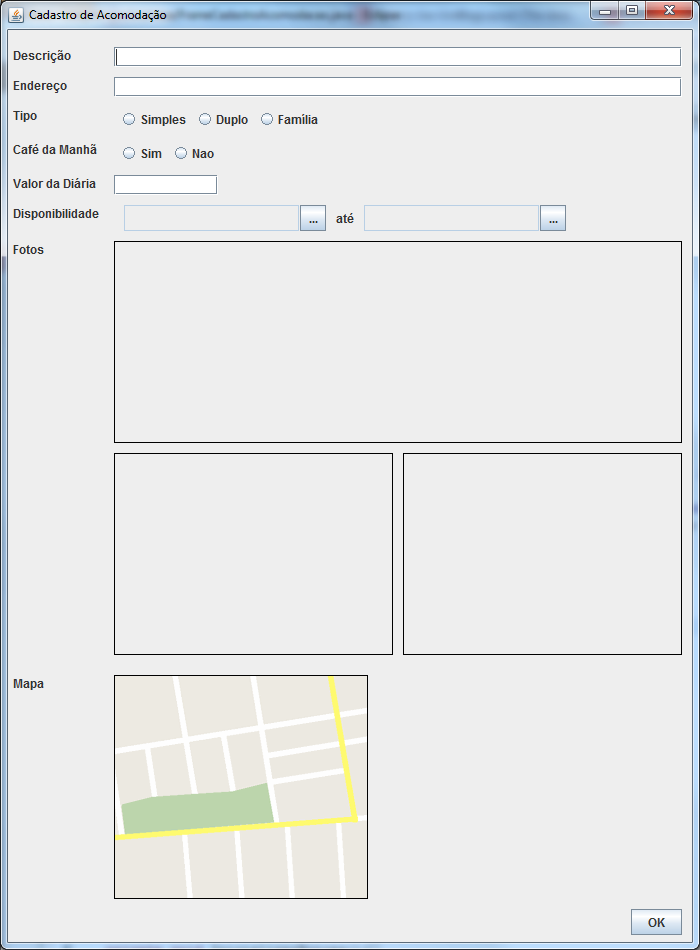 Cadastro de Acomodação
Descrição
Endereço
Tipo Simples Duplo Família
Café da Manhã Sim Nao
Valor da Diária
Disponibilidade ... até ...
Fotos
Mapa
OK